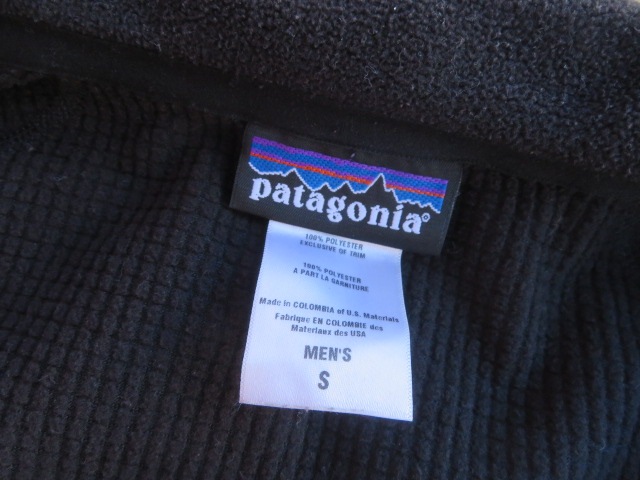 patagonia®
100% POLYESTER
EXCLUSIVE OF TRIM
100% POLYESTER
A PART LA GARNITURE
Made in COLOMBIA of U.S. Materials
Fabrique EN COLOMBIE des
Materiaux des USA
MEN'S
S